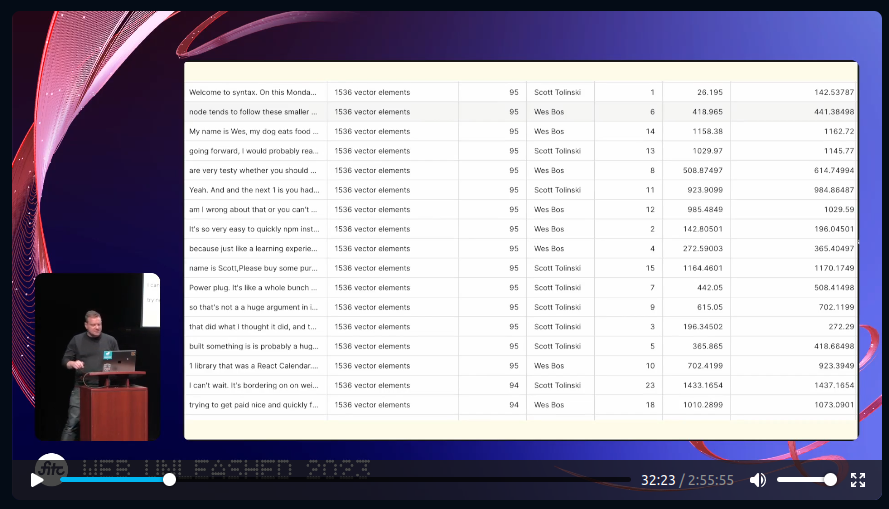 Welcome to syntax. On this Monda... 1536 vector elements 95 Scott Tolinski 1 26.195 142.53787
node tends to follow these smaller ... 1536 vector elements 95 Wes Bos 6 418.965 441.38498
My name is Wes, my dog eats food ... 1536 vector elements 95 Wes Bos 14 1158.38 1162.72
going forward, I would probably rea... 1536 vector elements 95 Scott Tolinski 13 1029.97 1145.77
are very testy whether you should ... 1536 vector elements 95 Wes Bos 8 508.87497 614.74994
Yeah. And and the next 1 is you had... 1536 vector elements 95 Scott Tolinski 11 923.9099 984.86487
am I wrong about that or you can't ... 1536 vector elements 95 Wes Bos 12 985.4849 1029.59
It's so very easy to quickly npm inst... 1536 vector elements 95 Wes Bos 2 142.80501 196.04501
because just like a learning experie... 1536 vector elements 95 Wes Bos 4 272.59003 365.40497
name is Scott,Please buy some pur... 1536 vector elements 95 Scott Tolinski 15 1164.4601 1170.1749
Power plug. It's like a whole bunch ... 1536 vector elements 95 Scott Tolinski 7 442.05 508.41498
so that's not a a huge argument in i... 1536 vector elements 95 Scott Tolinski 9 615.05 702.1199
that did what I thought it did, and t... 1536 vector elements 95 Scott Tolinski 3 196.34502 272.29
built something is is probably a hug... 1536 vector elements 95 Scott Tolinski 5 365.865 418.66498
1 library that was a React Calendar.... 1536 vector elements 95 Wes Bos 10 702.4199 923.3949
I can't wait. It's bordering on on wei... 1536 vector elements 94 Scott Tolinski 23 1433.1654 1437.1654
trying to get paid nice and quickly f... 1536 vector elements 94 Wes Bos 18 1010.2899 1073.0901
fitc WEB UNLEASHED 2023
32:23 / 2:55:55